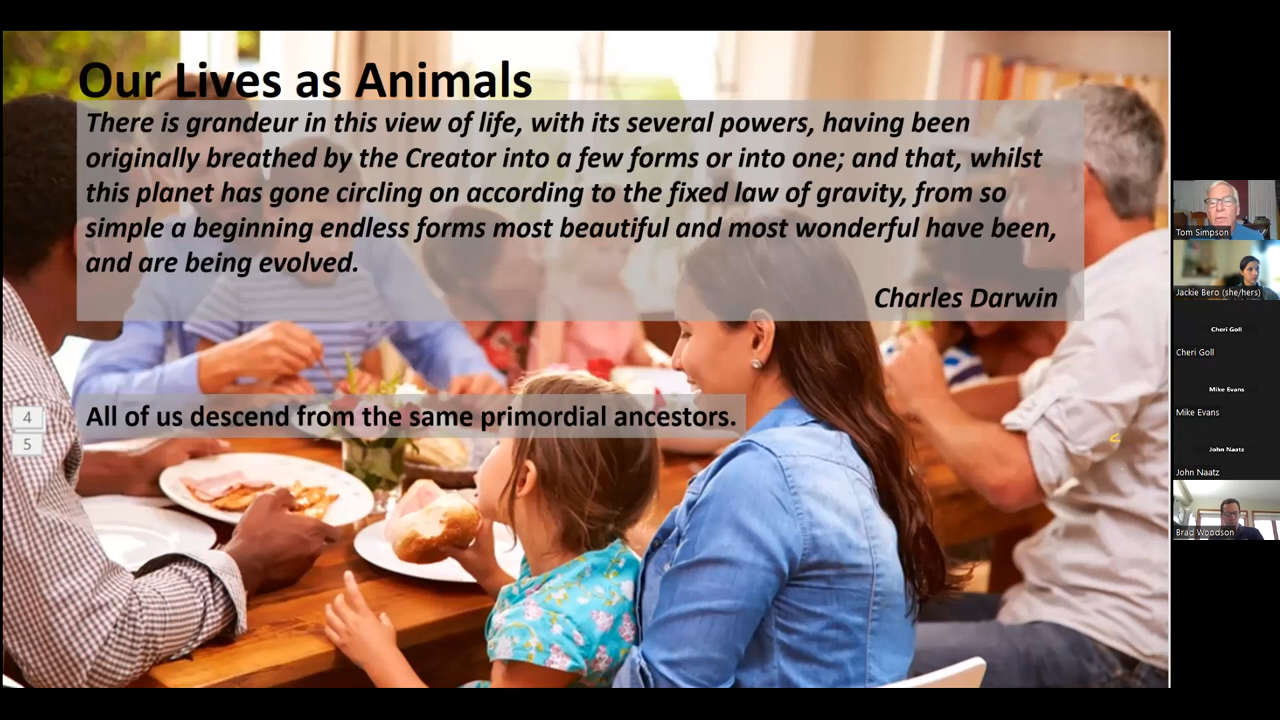 Our Lives as Animals
There is grandeur in this view of life, with its several powers, having been
originally breathed by the Creator into a few forms or into one; and that, whilst
this planet has gone circling on according to the fixed law of gravity, from so
simple a beginning endless forms most beautiful and most wonderful have been,
and are being evolved.
Charles Darwin
All of us descend from the same primordial ancestors.
4
5
Tom Simpson
Jackie Bero (she/hers)
Cheri Goll
Cheri Goll
Mike Evans
Mike Evans
John Naatz
John Naatz
Brad Woodson